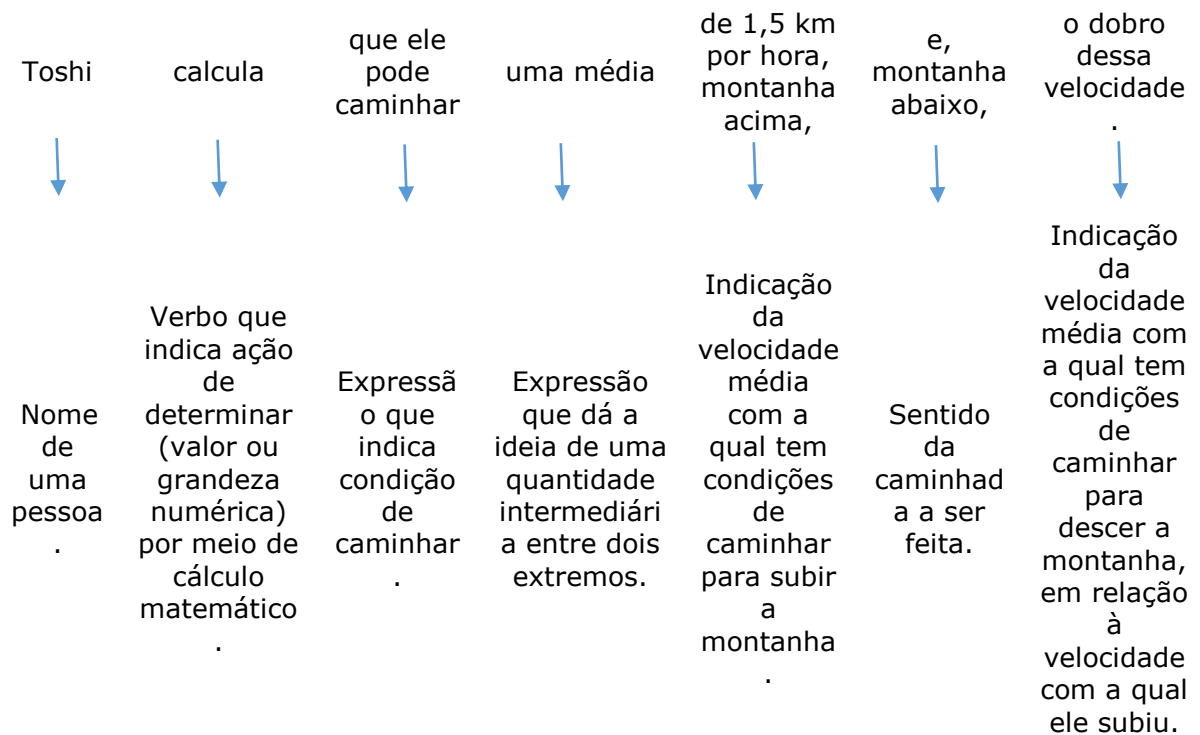 Toshi
calcula
que ele
pode
caminhar
uma média
de 1,5 km
por hora,
montanha
acima,
e,
montanha
abaixo,
o dobro
dessa
velocidade
.
Nome
de
uma
pessoa
.
Verbo que
indica ação
de
determinar
(valor ou
grandeza
numérica)
por meio de
cálculo
matemático
.
Expressã
o que
indica
condição
de
caminhar
.
Expressão
que dá a
ideia de uma
quantidade
intermediári
a entre dois
extremos.
Indicação
da
velocidade
média
com a
qual tem
condições
de
caminhar
para subir
a
montanha
.
Sentido
da
caminhad
a a ser
feita.
Indicação
da
velocidade
média com
a qual tem
condições
de
caminhar
para
descer a
montanha,
em relação
à
velocidade
com a qual
ele subiu.